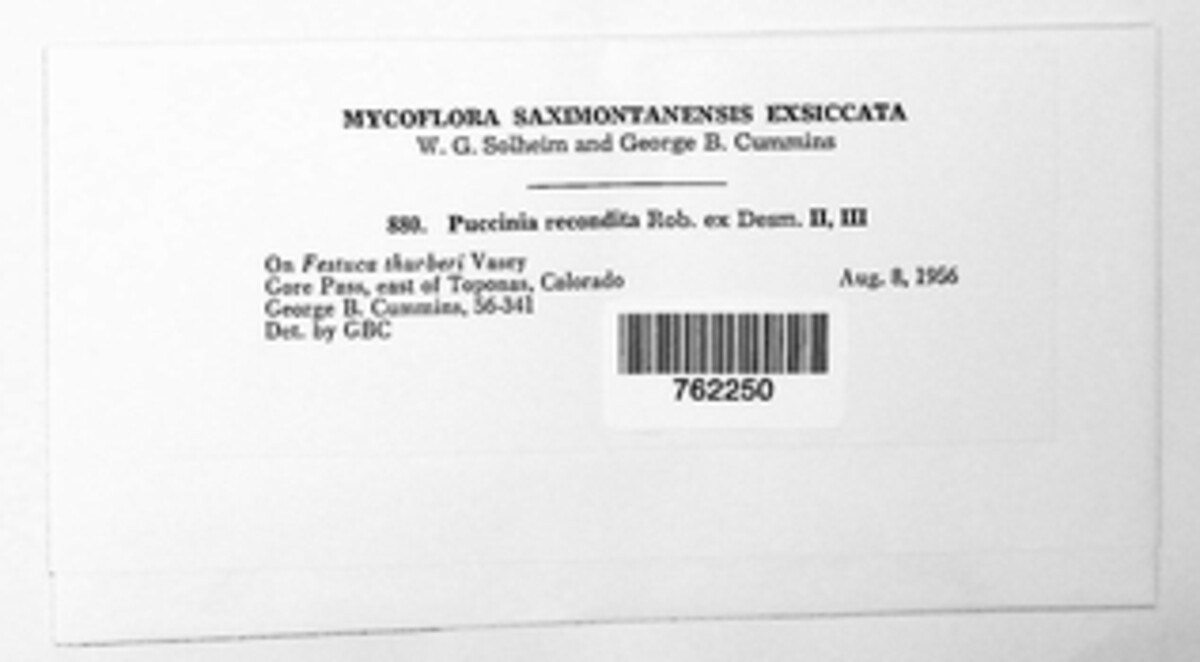 MYCOFLORA SAXIMONTANENSIS EXSICCATA
W. G. Solheim and George B. Cummins
880. Puccinia recondita Rob. ex Desm. II, III
On Festuca thurberi Vasey
Gore Pass, east of Toponas, Colorado Aug. 8, 1956
George B. Cummins, 56-341
Det. by GBC
762250